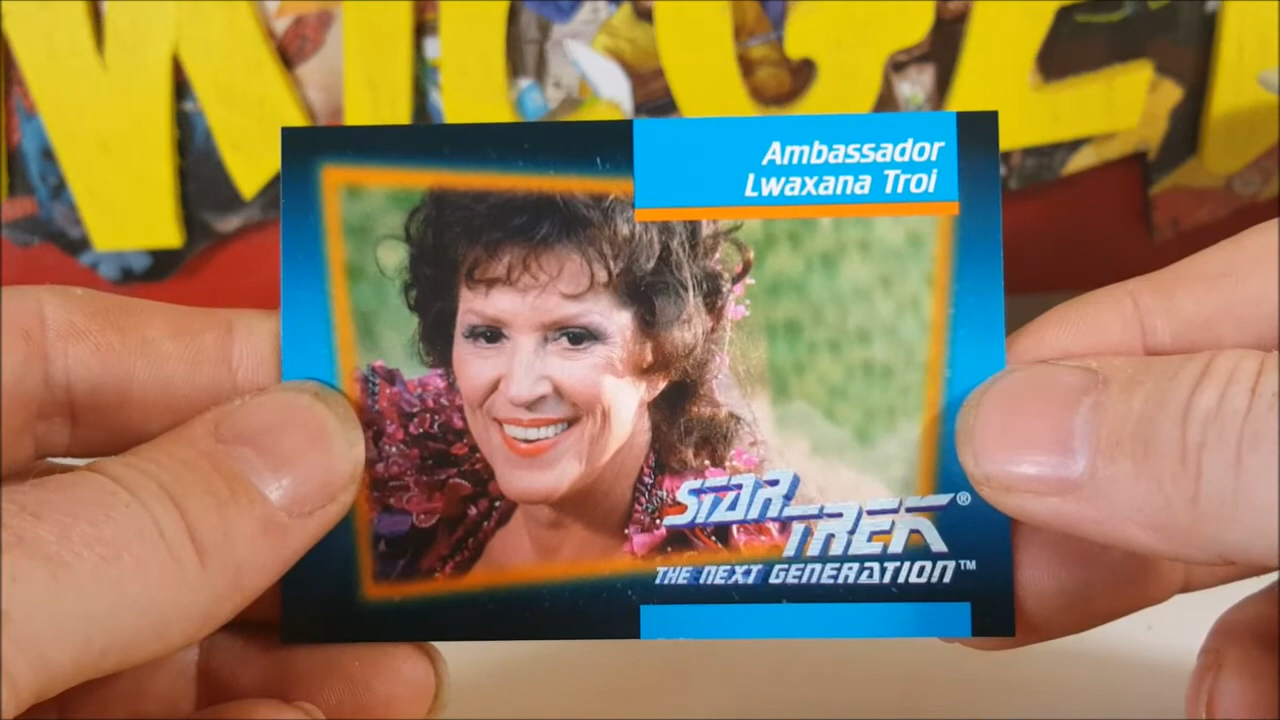 Ambassador
Lwaxana Troi
STAR TREK®
THE NEXT GENERATION™